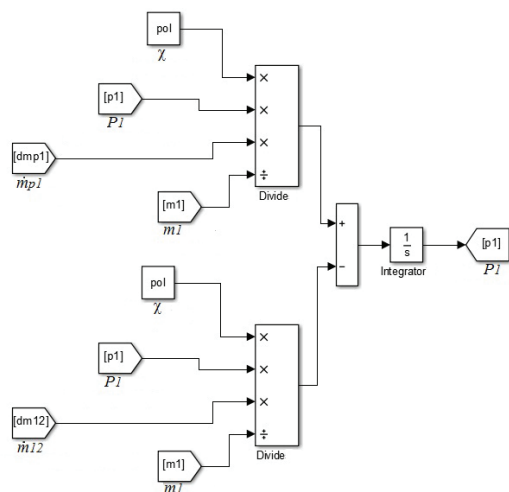 pol
χ
×
[p1]
P1
×
[dmp1]
ṁp1
×
[m1]
m1
÷
Divide
+
−
1
s
Integrator
[p1]
P1
pol
χ
×
[p1]
P1
×
[dm12]
ṁ12
×
[m1]
m1
÷
Divide